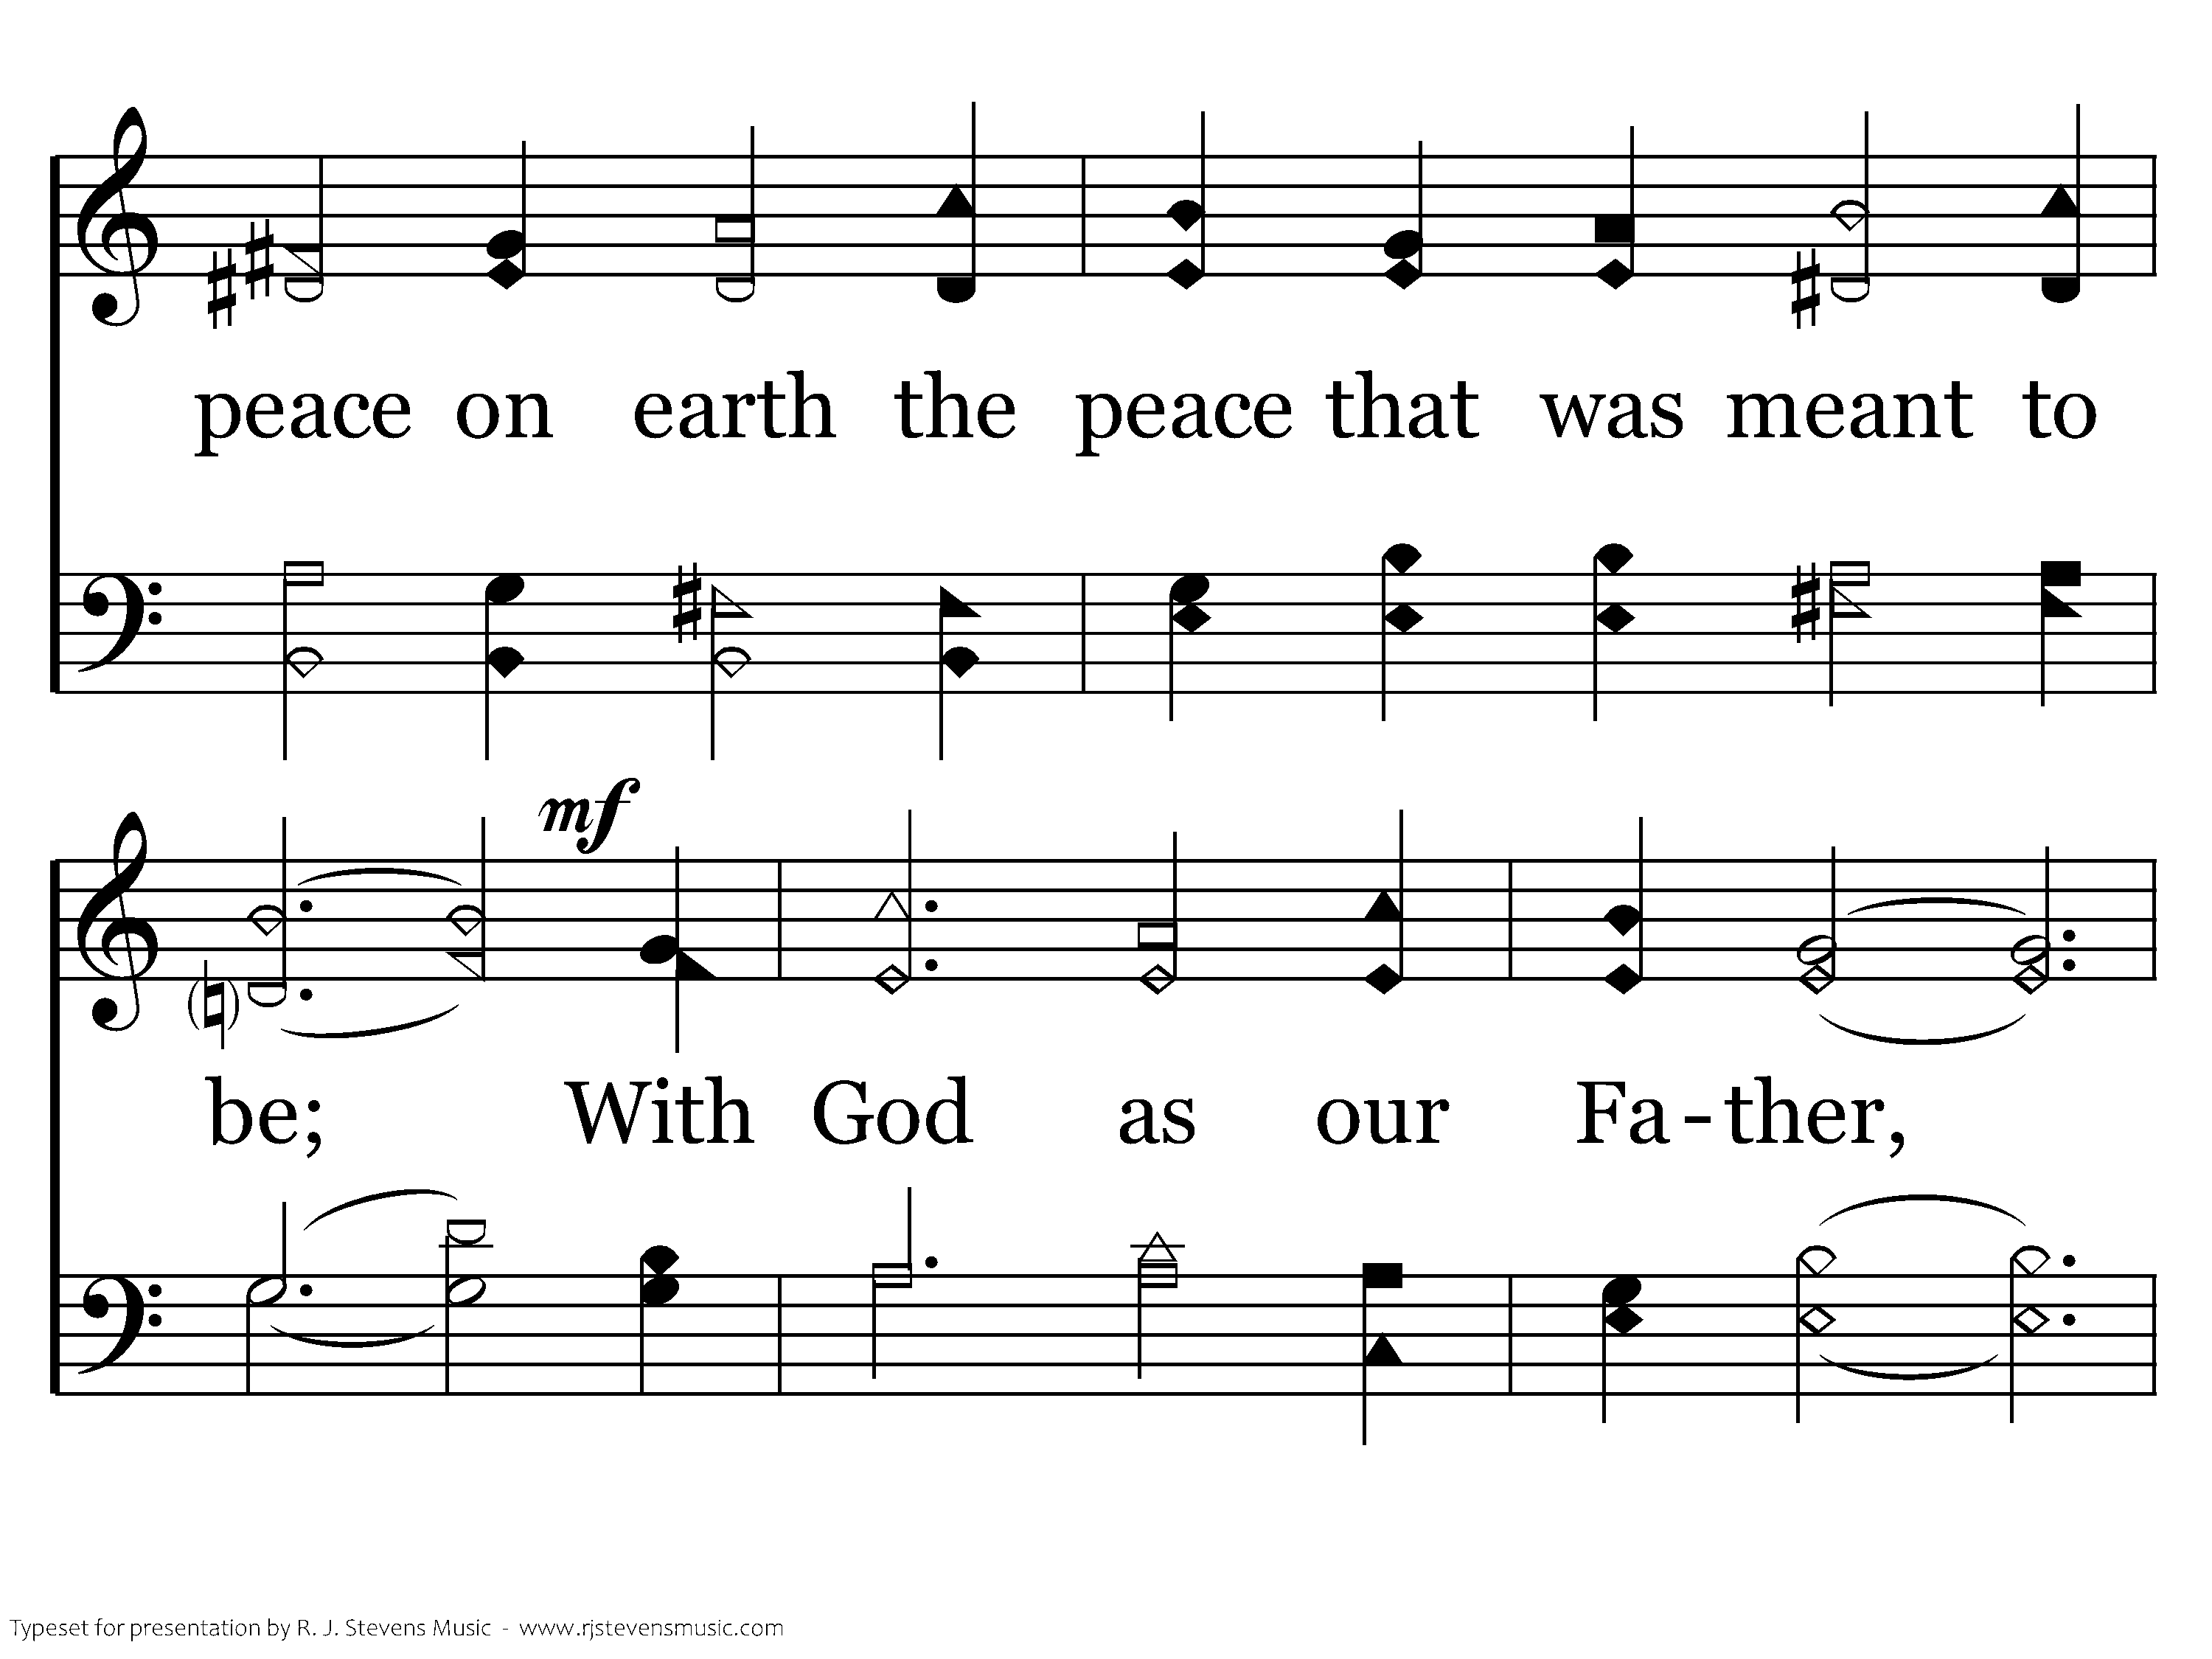 peace on earth the peace that was meant to
mf
be; With God as our Fa-ther,
Typeset for presentation by R. J. Stevens Music - www.rjstevensmusic.com